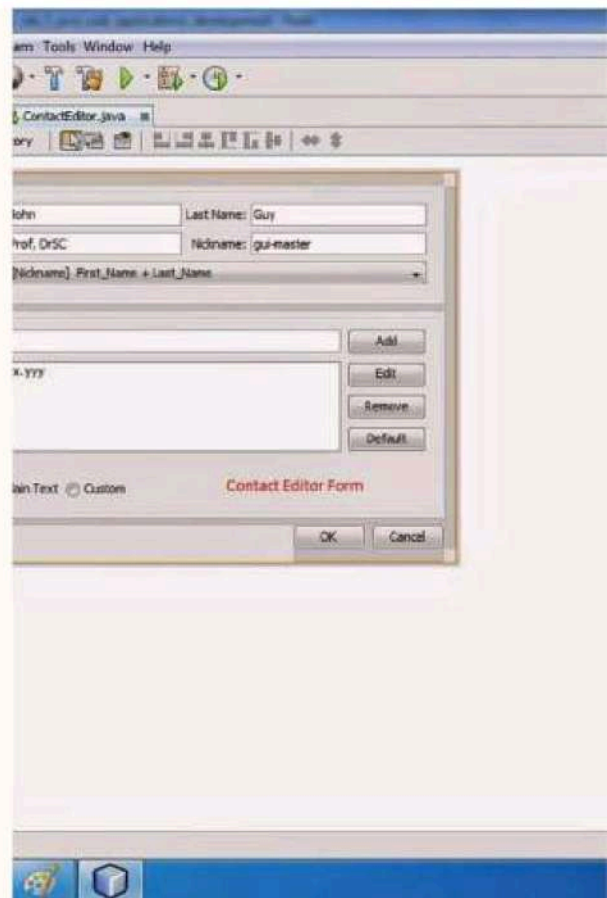 am Tools Window Help
ContactEditor.java
ory
John Last Name: Guy
Prof, DrSC Nickname: gui-master
[Nickname] First_Name + Last_Name
Add
x.yyy Edit
Remove
Default
ain Text Custom Contact Editor Form
OK Cancel